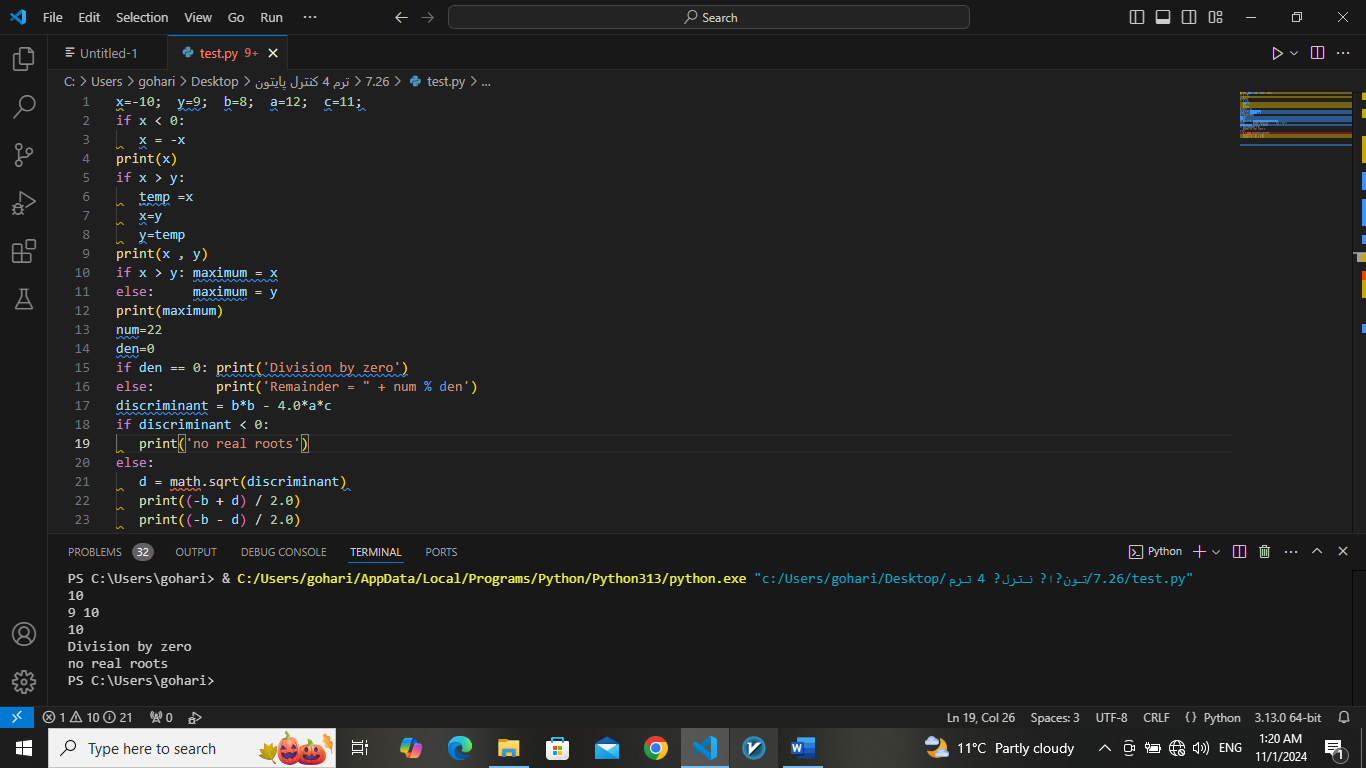 File Edit Selection View Go Run ··· Search
Untitled-1 test.py 9+
C: > Users > gohari > Desktop > ترم 4 کنترل پایتون > 7.26 > test.py > ...
1 x=-10; y=9; b=8; a=12; c=11;
2 if x < 0:
3 x = -x
4 print(x)
5 if x > y:
6 temp =x
7 x=y
8 y=temp
9 print(x , y)
10 if x > y: maximum = x
11 else: maximum = y
12 print(maximum)
13 num=22
14 den=0
15 if den == 0: print('Division by zero')
16 else: print('Remainder = " + num % den')
17 discriminant = b*b - 4.0*a*c
18 if discriminant < 0:
19 print('no real roots')
20 else:
21 d = math.sqrt(discriminant)
22 print((-b + d) / 2.0)
23 print((-b - d) / 2.0)
PROBLEMS 32 OUTPUT DEBUG CONSOLE TERMINAL PORTS Python
PS C:\Users\gohari> & C:/Users/gohari/AppData/Local/Programs/Python/Python313/python.exe "c:/Users/gohari/Desktop/ترم 4 ?نترل ?ا?تون/7.26/test.py"
10
9 10
10
Division by zero
no real roots
PS C:\Users\gohari>
1 10 21 0 Ln 19, Col 26 Spaces: 3 UTF-8 CRLF {} Python 3.13.0 64-bit
Type here to search 11°C Partly cloudy ENG 1:20 AM 11/1/2024 1